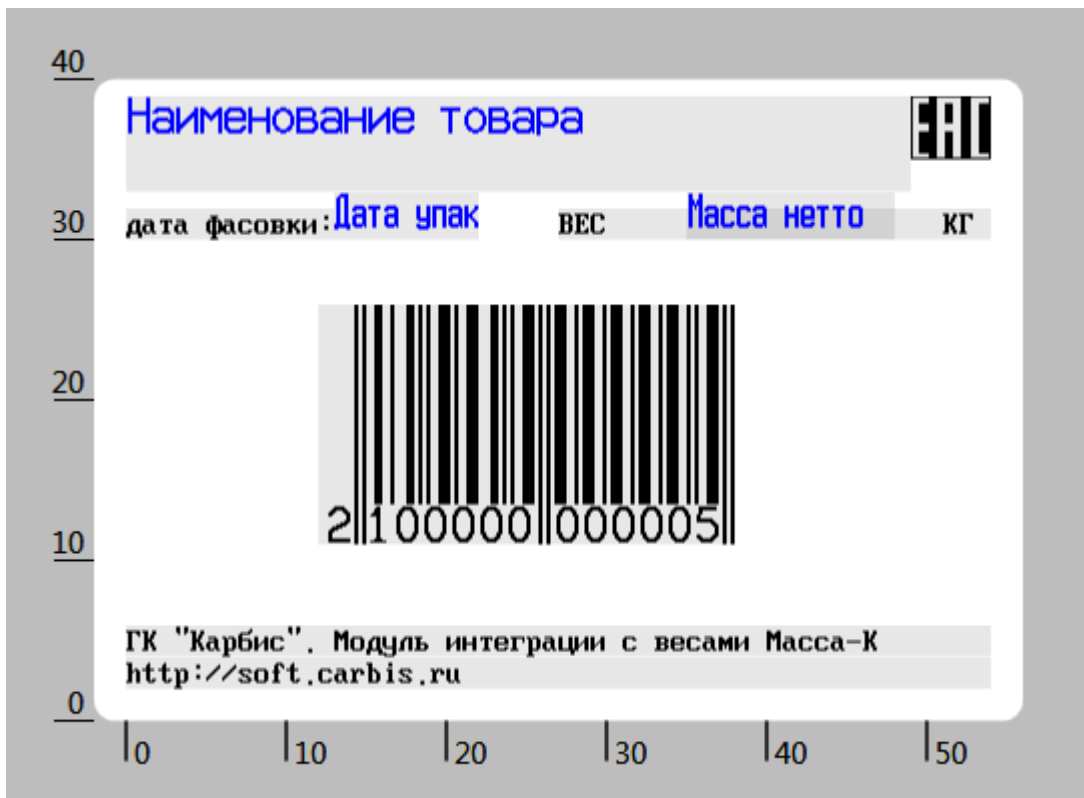 40
Наименование товара EAC
30 дата фасовки: Дата упак ВЕС Масса нетто КГ
20
2 100000 000005
10
ГК "Карбис". Модуль интеграции с весами Масса-К
http://soft.carbis.ru
0
0 10 20 30 40 50